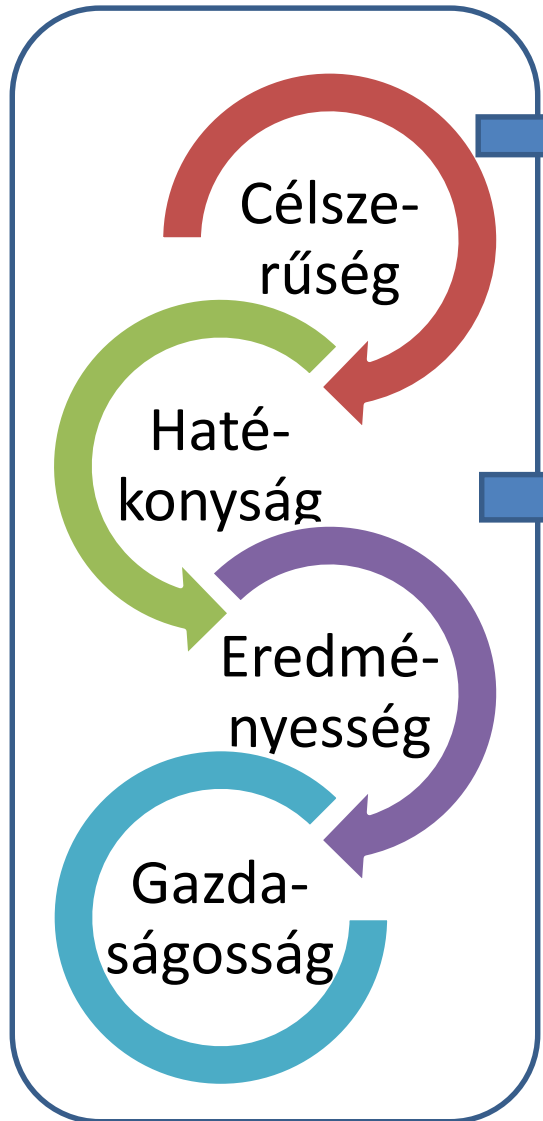 Célsze-
rűség
Haté-
konyság
Eredmé-
nyesség
Gazda-
ságosság